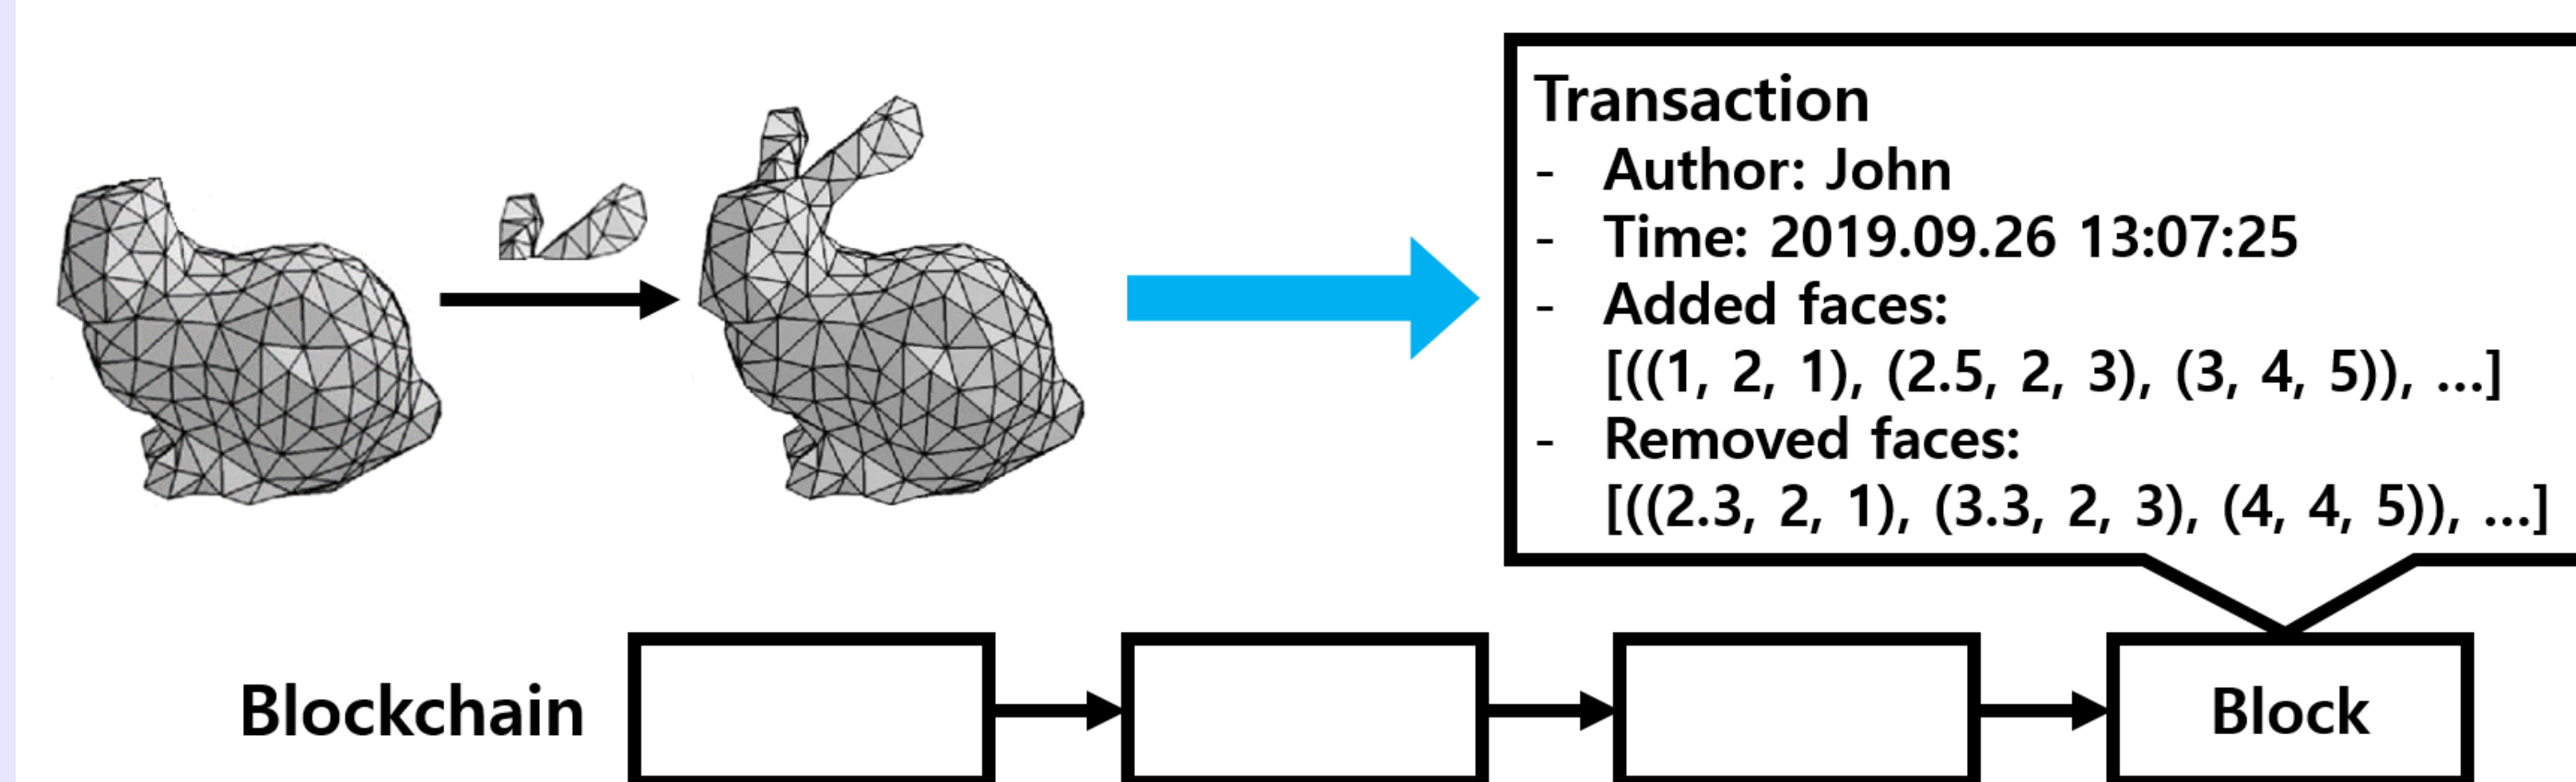 Transaction
- Author: John
- Time: 2019.09.26 13:07:25
- Added faces:
[((1, 2, 1), (2.5, 2, 3), (3, 4, 5)), ...]
- Removed faces:
[((2.3, 2, 1), (3.3, 2, 3), (4, 4, 5)), ...]
Blockchain
Block